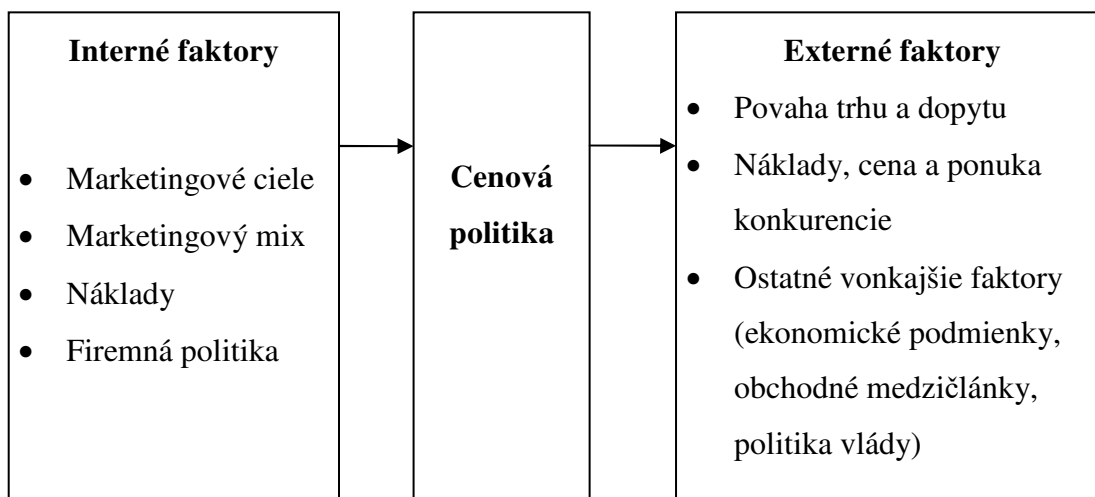 Interné faktory
• Marketingové ciele
• Marketingový mix
• Náklady
• Firemná politika
Cenová
politika
Externé faktory
• Povaha trhu a dopytu
• Náklady, cena a ponuka
konkurencie
• Ostatné vonkajšie faktory
(ekonomické podmienky,
obchodné medzičlánky,
politika vlády)